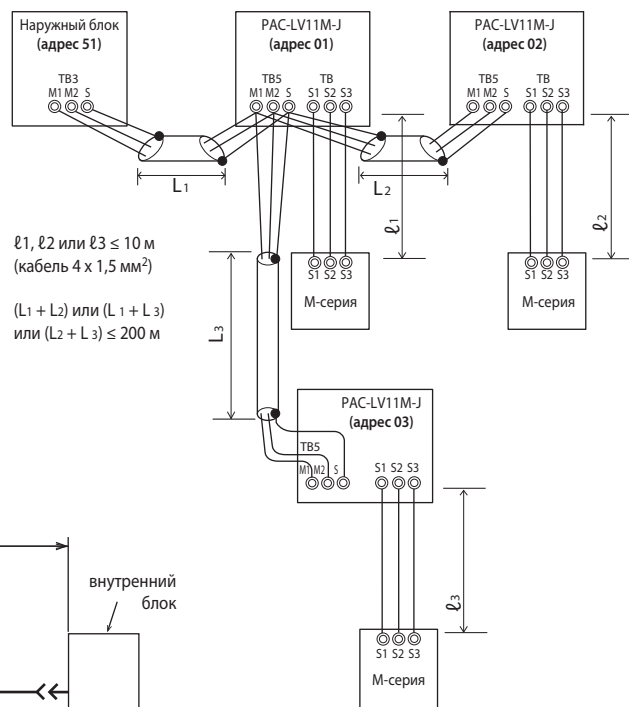 Наружный блок
(адрес 51)
TB3
M1 M2 S
PAC-LV11M-J
(адрес 01)
TB5 TB
M1 M2 S S1 S2 S3
PAC-LV11M-J
(адрес 02)
TB5 TB
M1 M2 S S1 S2 S3
L1
L2
ℓ1
ℓ2
ℓ1, ℓ2 или ℓ3 ≤ 10 м
(кабель 4 x 1,5 мм²)
(L1 + L2) или (L 1 + L 3)
или (L2 + L 3) ≤ 200 м
S1 S2 S3
М-серия
S1 S2 S3
М-серия
L3
PAC-LV11M-J
(адрес 03)
TB5
M1 M2 S S1 S2 S3
внутренний
блок
ℓ3
S1 S2 S3
М-серия